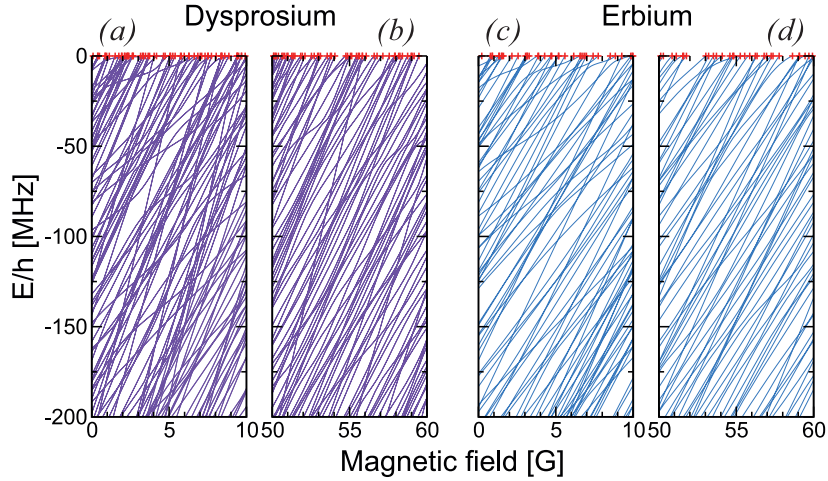 Dysprosium Erbium
(a) (b) (c) (d)
0
-50
-100
-150
-200
E/h [MHz]
0 5 10 50 55 60 0 5 10 50 55 60
Magnetic field [G]